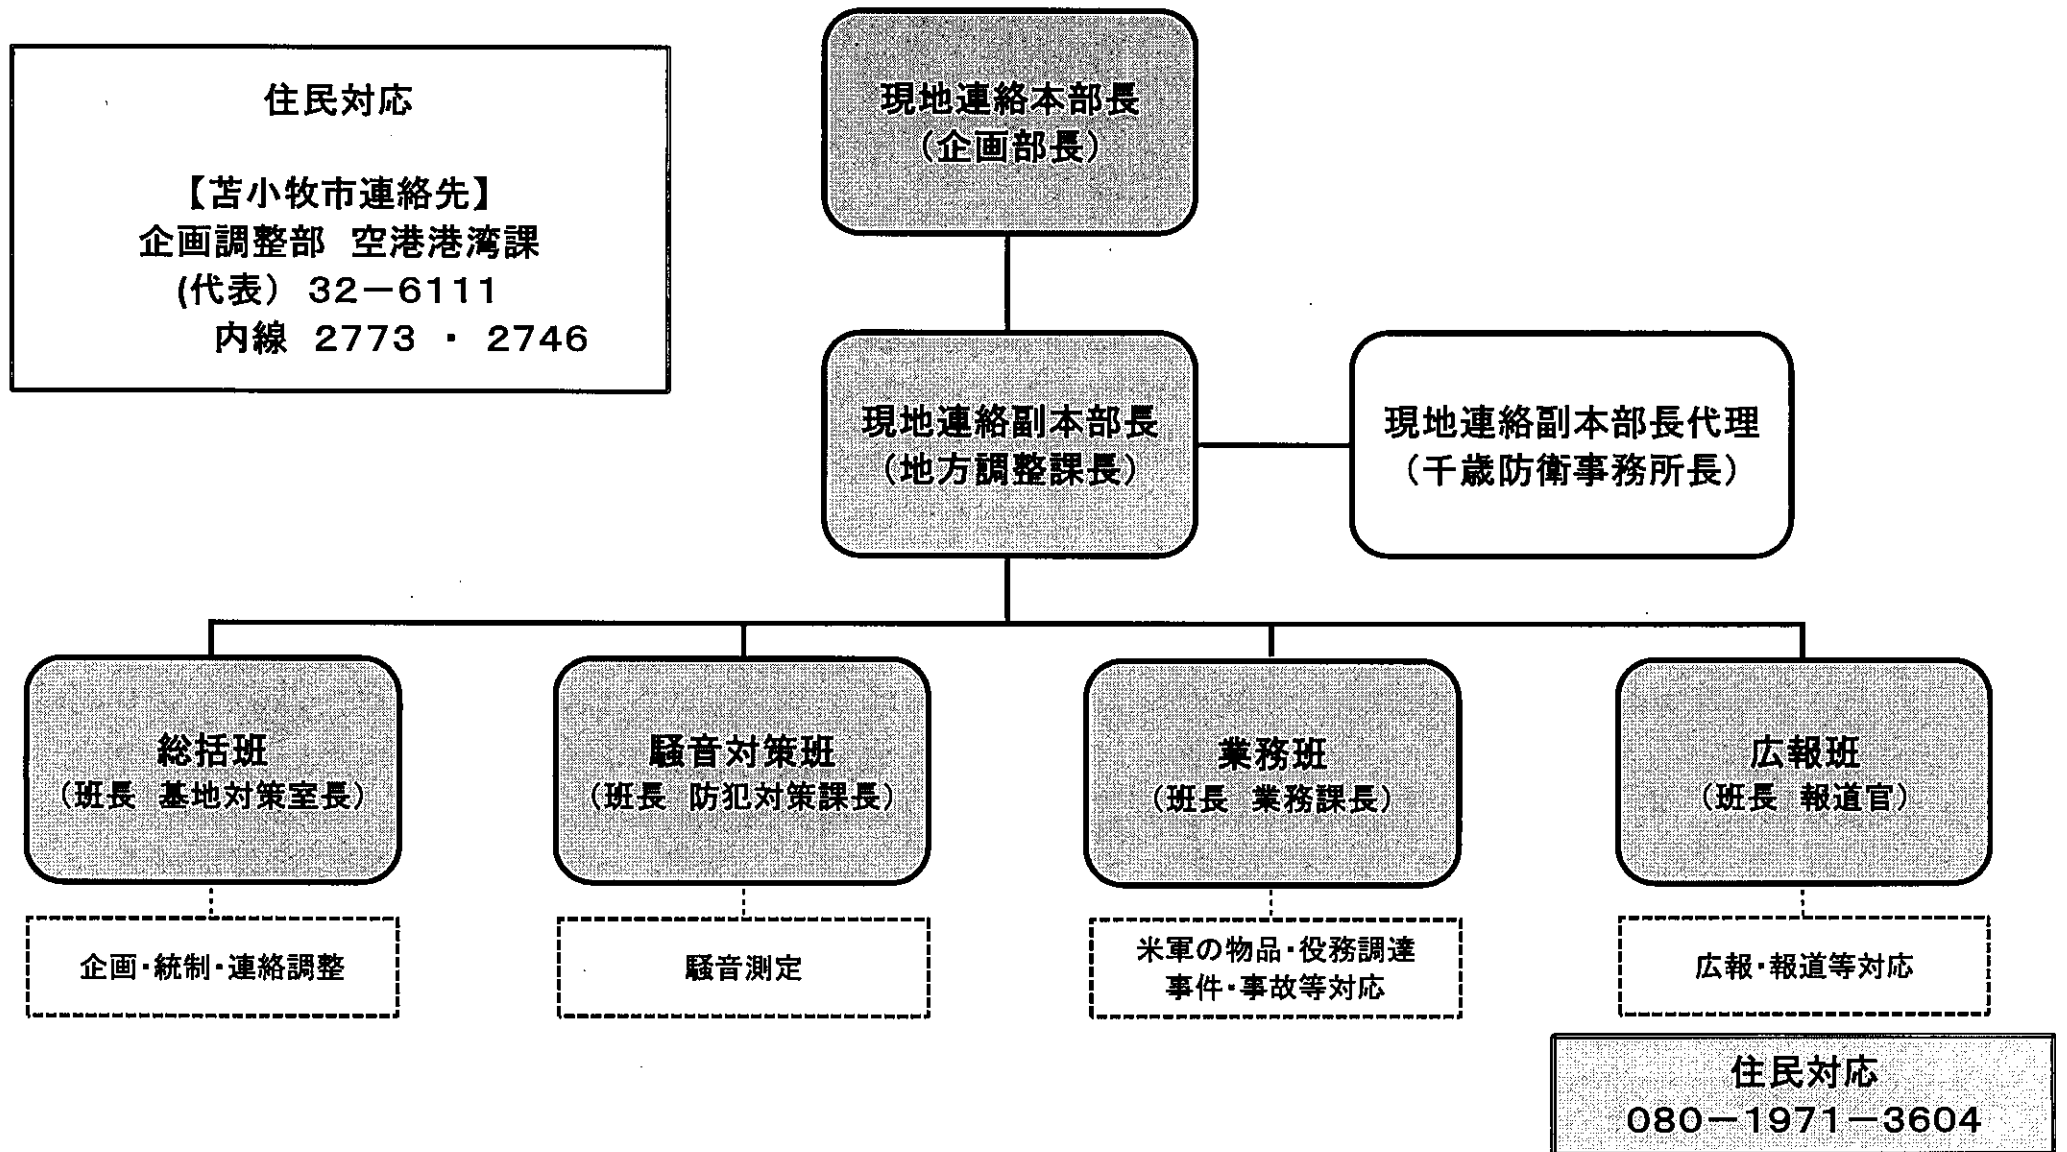 住民対応
【苫小牧市連絡先】
企画調整部 空港港湾課
(代表) 32－6111
内線 2773 ・ 2746
現地連絡本部長
(企画部長)
現地連絡副本部長
(地方調整課長)
現地連絡副本部長代理
(千歳防衛事務所長)
総括班
(班長 基地対策室長)
騒音対策班
(班長 防犯対策課長)
業務班
(班長 業務課長)
広報班
(班長 報道官)
企画・統制・連絡調整
騒音測定
米軍の物品・役務調達
事件・事故等対応
広報・報道等対応
住民対応
080－1971－3604